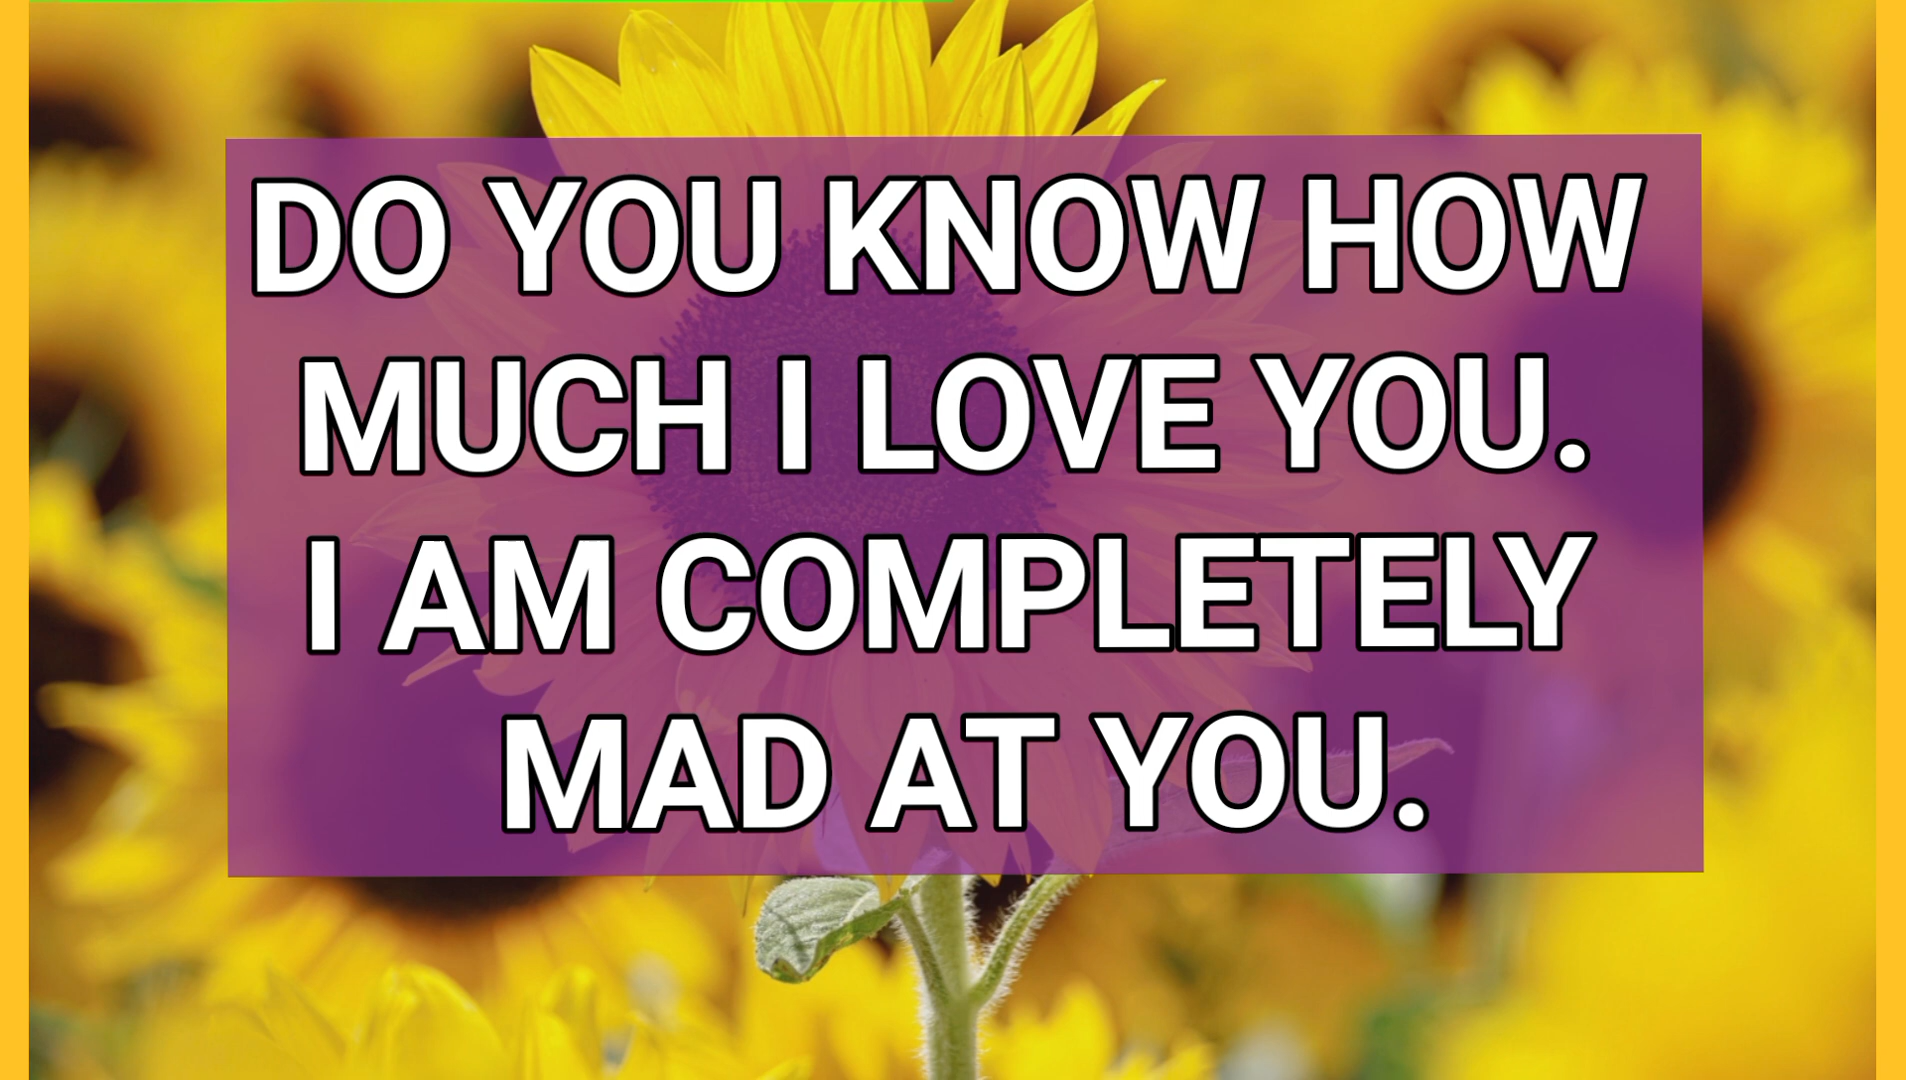 DO YOU KNOW HOW
MUCH I LOVE YOU.
I AM COMPLETELY
MAD AT YOU.